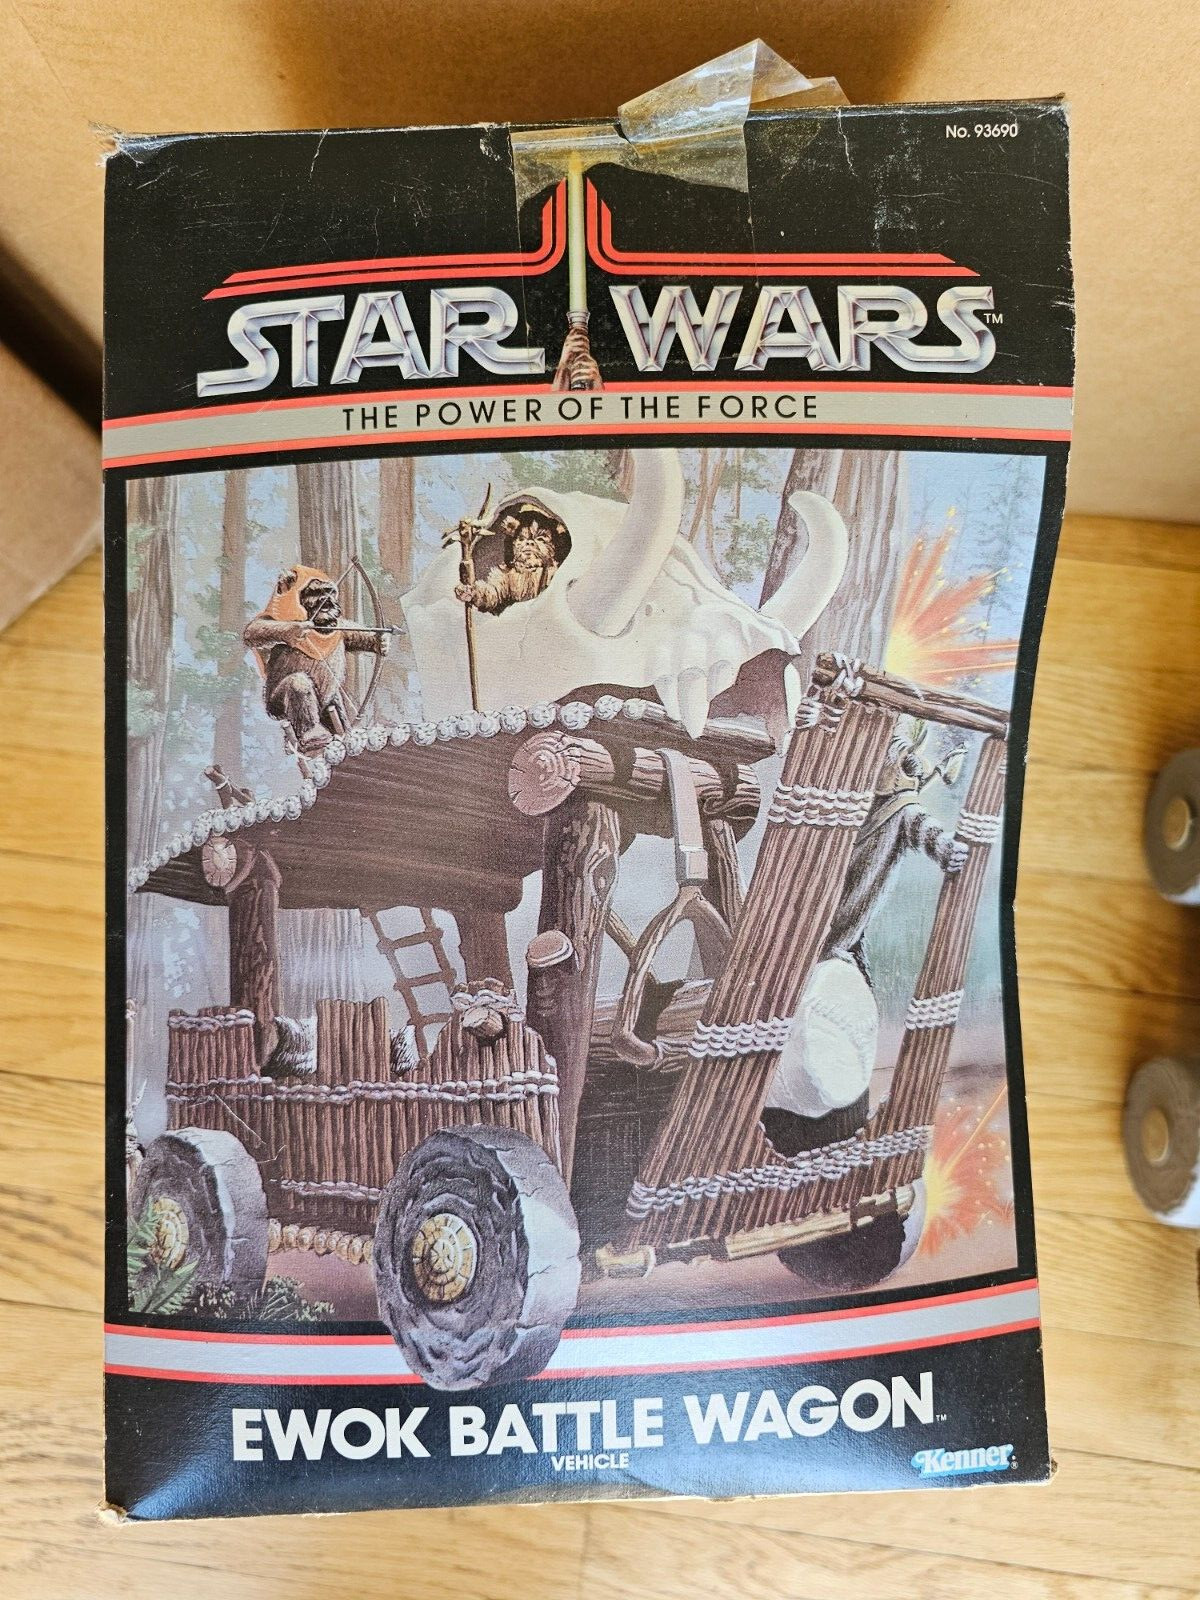 No. 93690
STAR WARS™
THE POWER OF THE FORCE
EWOK BATTLE WAGON™
VEHICLE
Kenner®